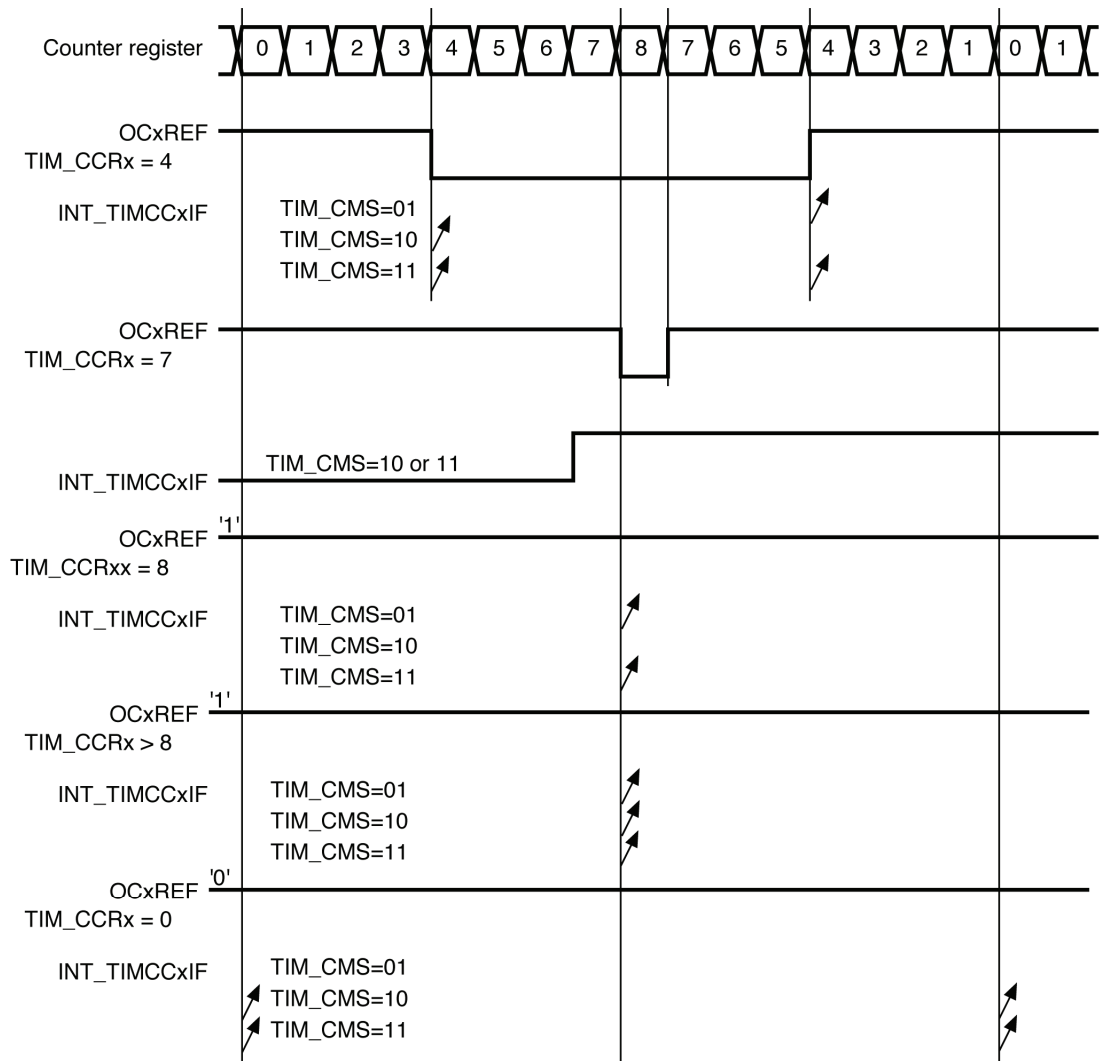 Counter register 0 1 2 3 4 5 6 7 8 7 6 5 4 3 2 1 0 1
OCxREF
TIM_CCRx = 4
INT_TIMCCxIF
TIM_CMS=01
TIM_CMS=10
TIM_CMS=11
OCxREF
TIM_CCRx = 7
TIM_CMS=10 or 11
INT_TIMCCxIF
'1'
OCxREF
TIM_CCRxx = 8
INT_TIMCCxIF
TIM_CMS=01
TIM_CMS=10
TIM_CMS=11
'1'
OCxREF
TIM_CCRx > 8
INT_TIMCCxIF
TIM_CMS=01
TIM_CMS=10
TIM_CMS=11
'0'
OCxREF
TIM_CCRx = 0
INT_TIMCCxIF
TIM_CMS=01
TIM_CMS=10
TIM_CMS=11